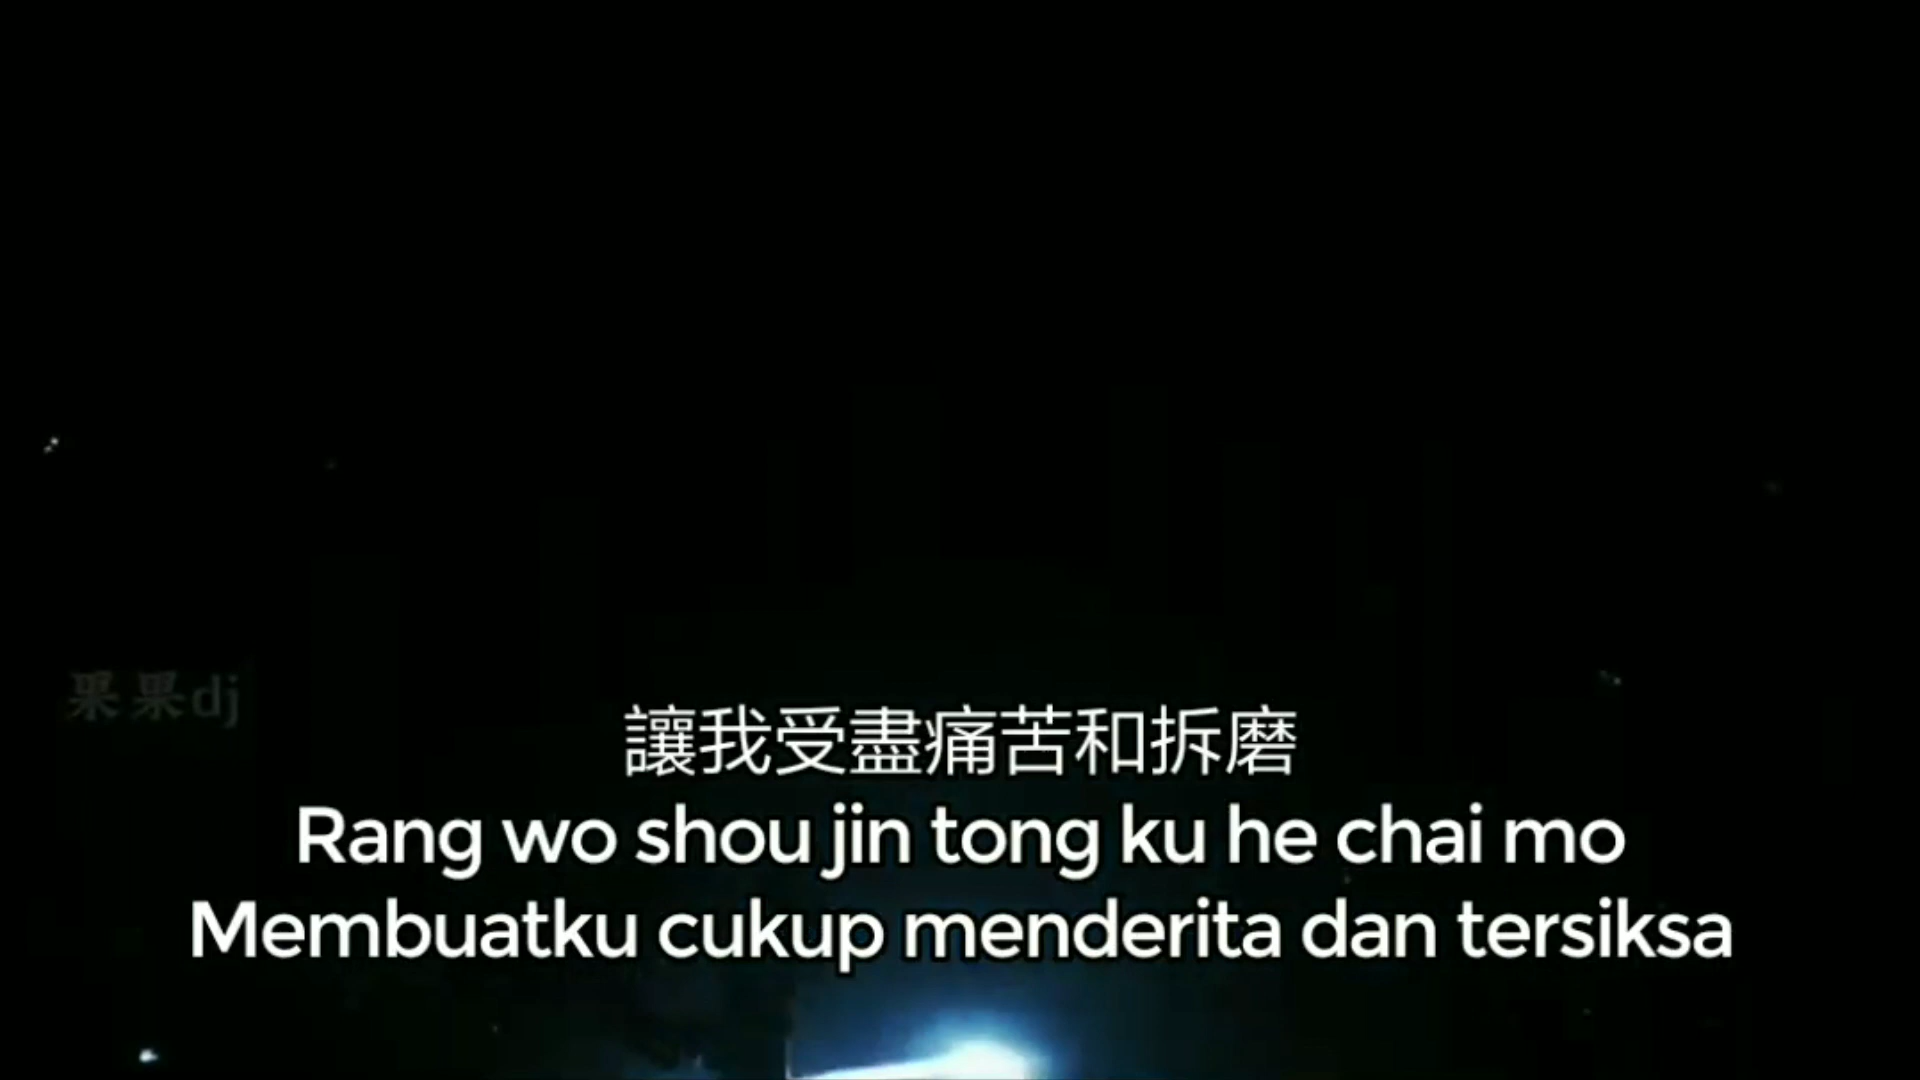 果果dj
讓我受盡痛苦和拆磨
Rang wo shou jin tong ku he chai mo
Membuatku cukup menderita dan tersiksa